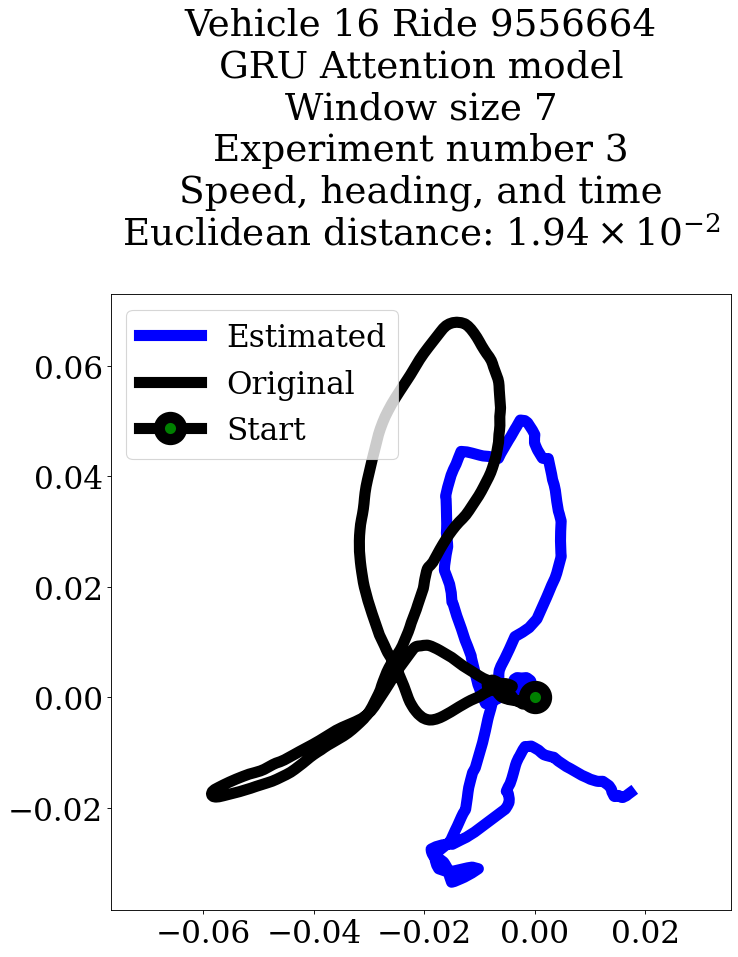 Vehicle 16 Ride 9556664
GRU Attention model
Window size 7
Experiment number 3
Speed, heading, and time
Euclidean distance: 1.94 × 10⁻²
Estimated
Original
Start
0.06
0.04
0.02
0.00
−0.02
−0.06
−0.04
−0.02
0.00
0.02